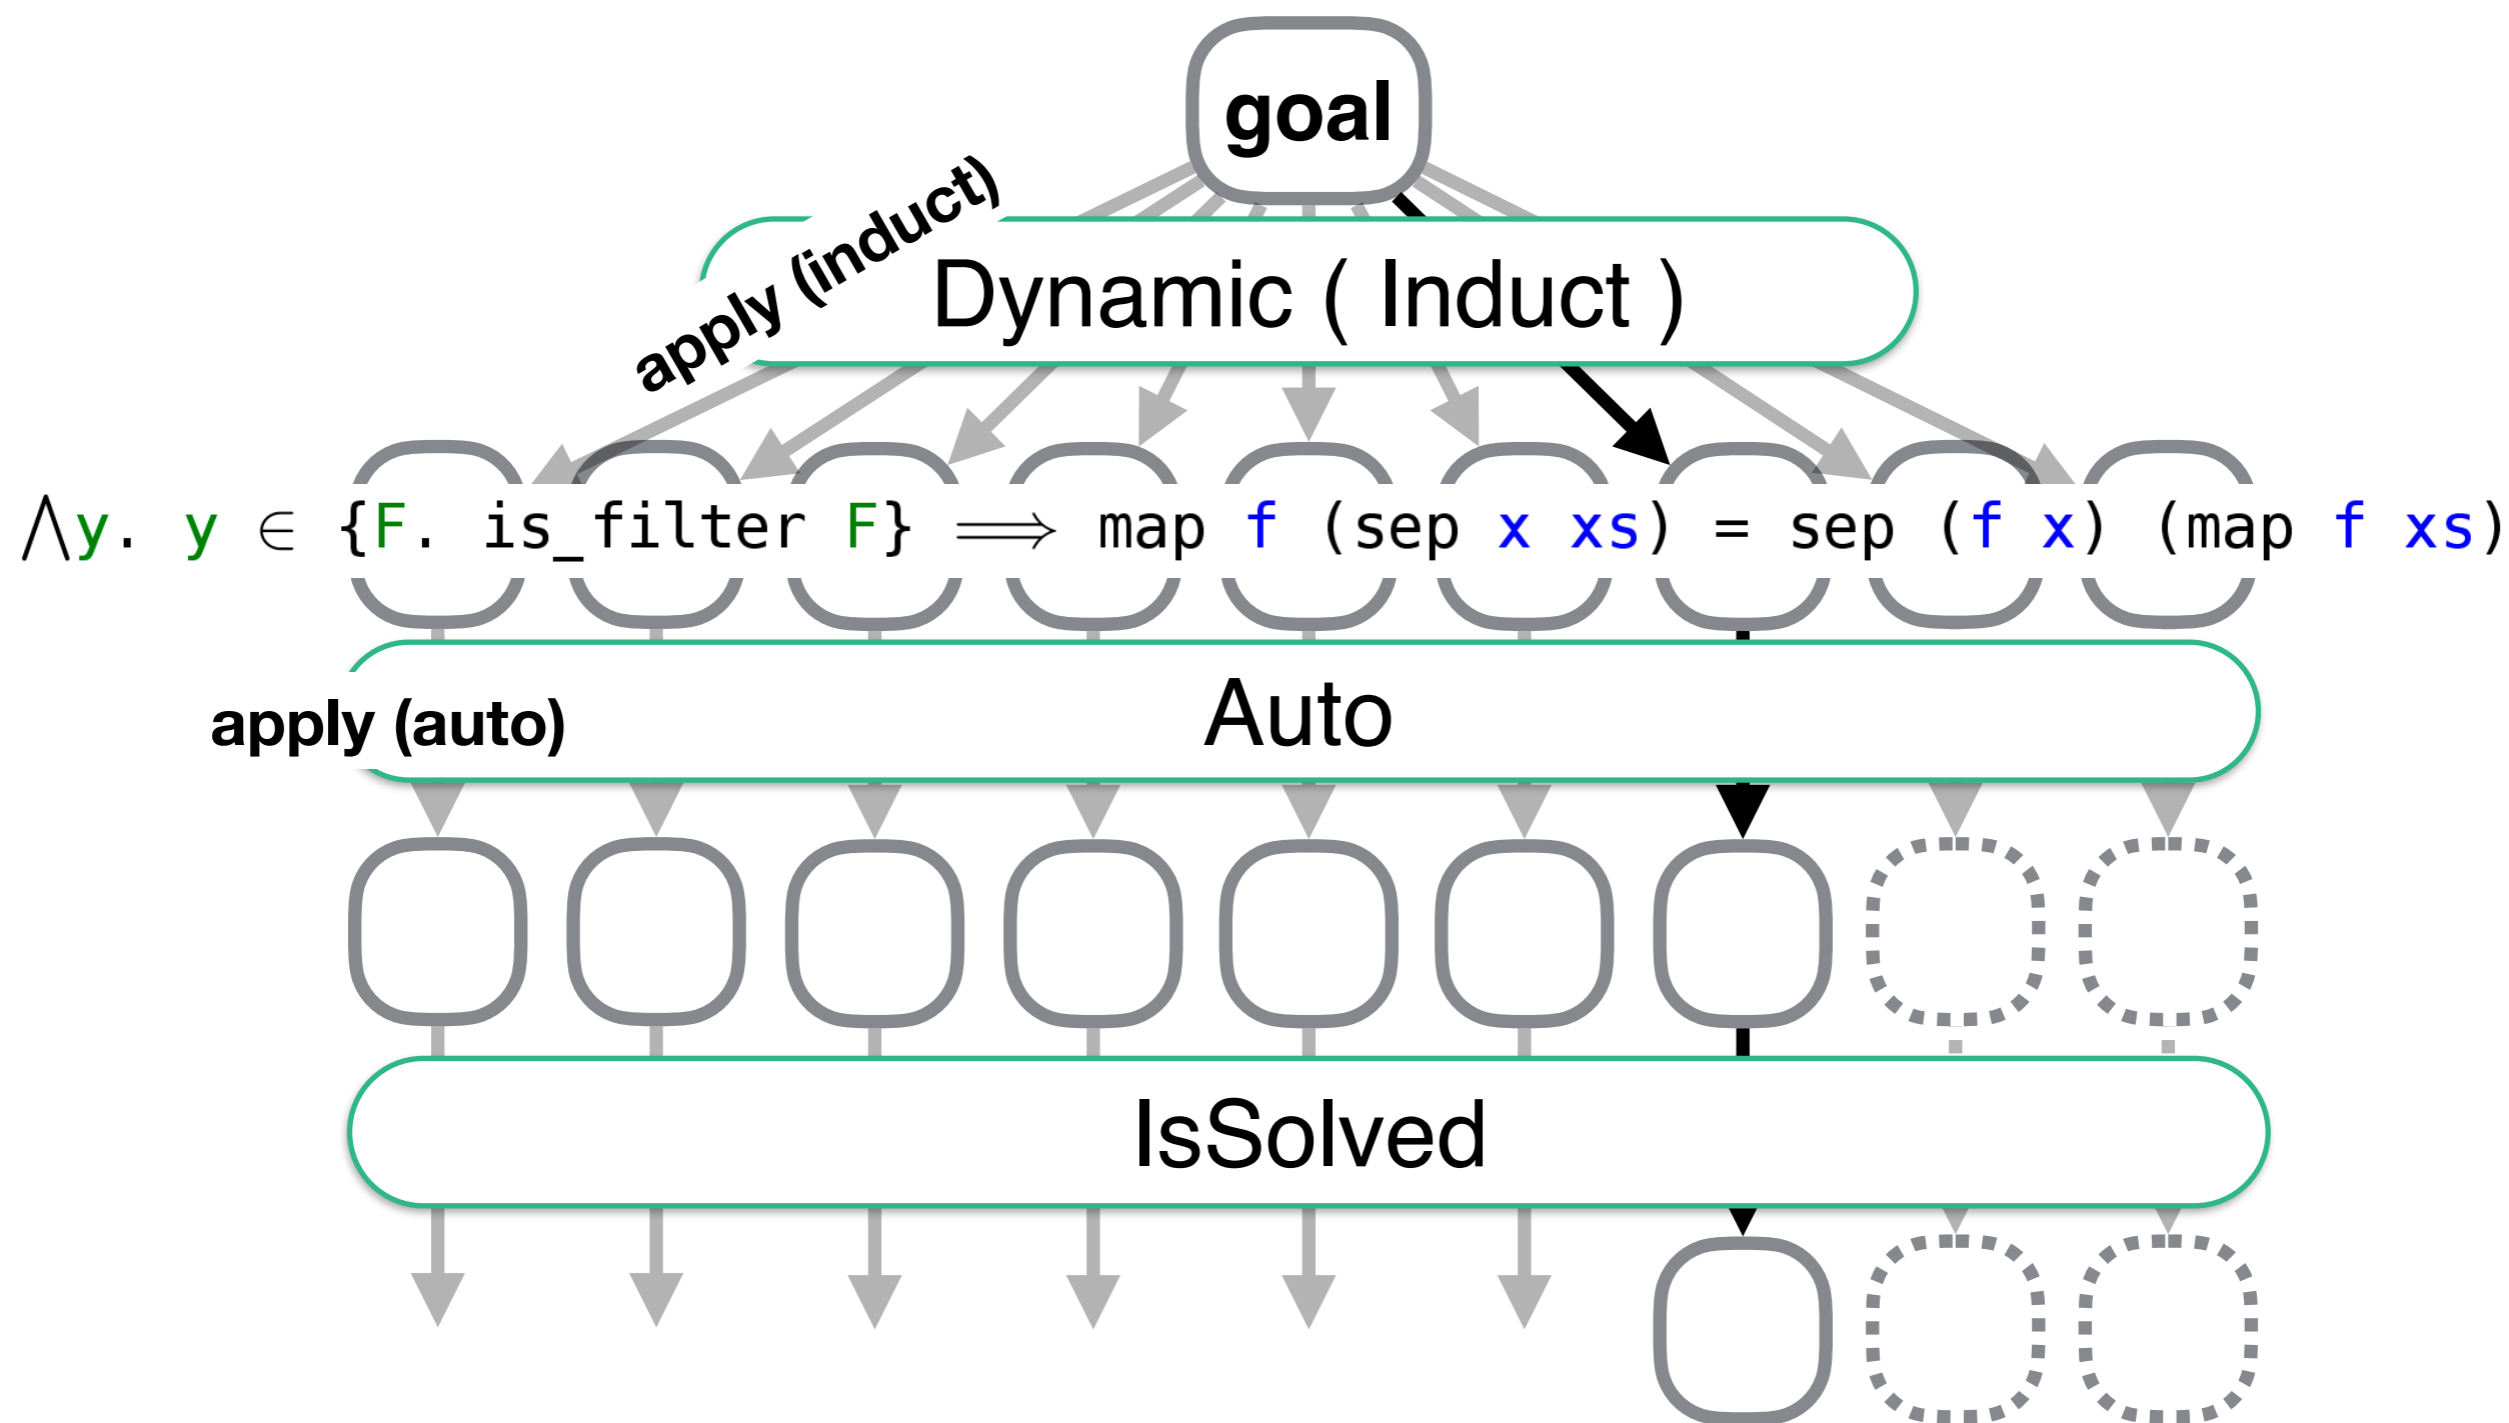 goal
apply (induct)
Dynamic ( Induct )
⋀y. y ∈ {F. is_filter F} ⟹ map f (sep x xs) = sep (f x) (map f xs)
Auto
apply (auto)
IsSolved